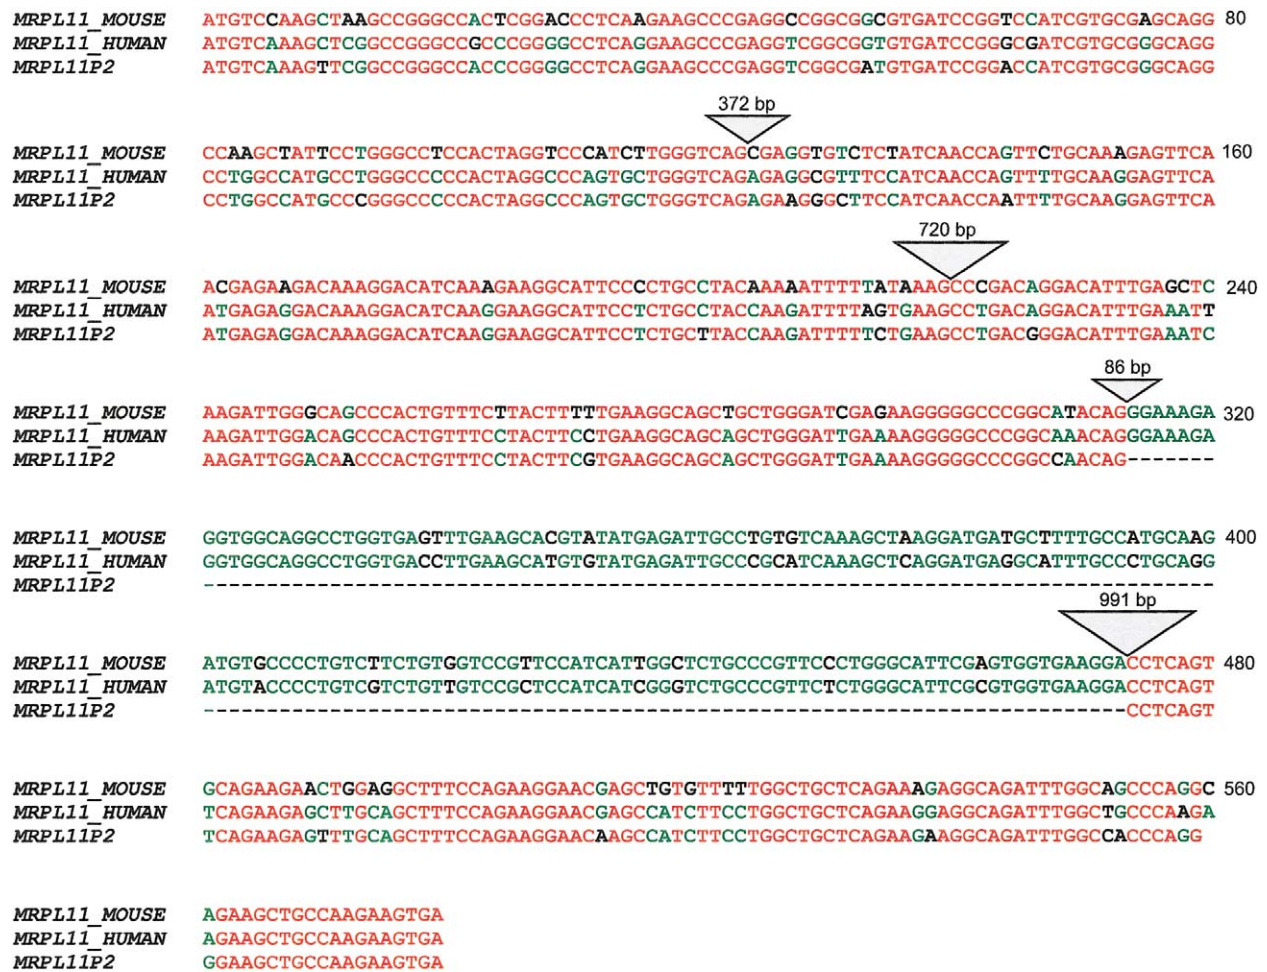 MRPL11_MOUSE ATGTCCAAGCTAAGCCGGGCCACTCGGACCCTCAAGAAGCCCGAGGCCGGCGGCGTGATCCGGTCCATCGTGCGAGCAGG 80
MRPL11_HUMAN ATGTCAAAGCTCGGCCGGGCCGCCCGGGGCCTCAGGAAGCCCGAGGTCGGCGGTGTGATCCGGGCGATCGTGCGGGCAGG
MRPL11P2 ATGTCAAAGTTCGGCCGGGCCACCCGGGGCCTCAGGAAGCCCGAGGTCGGCGATGTGATCCGGACCATCGTGCGGGCAGG
372 bp
MRPL11_MOUSE CCAAGCTATTCCTGGGCCTCCACTAGGTCCCATCTTGGGTCAGCGAGGTGTCTCTATCAACCAGTTCTGCAAAGAGTTCA 160
MRPL11_HUMAN CCTGGCCATGCCTGGGCCCCCACTAGGCCCAGTGCTGGGTCAGAGAGGCGTTTCCATCAACCAGTTTTGCAAGGAGTTCA
MRPL11P2 CCTGGCCATGCCCGGGCCCCCACTAGGCCCAGTGCTGGGTCAGAGAAGGGCTTCCATCAACCAATTTTGCAAGGAGTTCA
720 bp
MRPL11_MOUSE ACGAGAAGACAAAGGACATCAAAGAAGGCATTCCCCTGCCTACAAAAATTTTTATAAAGCCCGACAGGACATTTGAGCTC 240
MRPL11_HUMAN ATGAGAGGACAAAGGACATCAAGGAAGGCATTCCTCTGCCTACCAAGATTTTAGTGAAGCCTGACAGGACATTTGAAATT
MRPL11P2 ATGAGAGGACAAAGGACATCAAGGAAGGCATTCCTCTGCTTACCAAGATTTTTCTGAAGCCTGACGGGACATTTGAAATC
86 bp
MRPL11_MOUSE AAGATTGGGCAGCCCACTGTTTCTTACTTTTTGAAGGCAGCTGCTGGGATCGAGAAGGGGGCCCGGCATACAGGGAAAGA 320
MRPL11_HUMAN AAGATTGGACAGCCCACTGTTTCCTACTTCCTGAAGGCAGCAGCTGGGATTGAAAAGGGGGCCCGGCAAACAGGGAAAGA
MRPL11P2 AAGATTGGACAACCCACTGTTTCCTACTTCGTGAAGGCAGCAGCTGGGATTGAAAAGGGGGCCCGGCCAACAG-------
MRPL11_MOUSE GGTGGCAGGCCTGGTGAGTTTGAAGCACGTATATGAGATTGCCTGTGTCAAAGCTAAGGATGATGCTTTTGCCATGCAAG 400
MRPL11_HUMAN GGTGGCAGGCCTGGTGACCTTGAAGCATGTGTATGAGATTGCCCGCATCAAAGCTCAGGATGAGGCATTTGCCCTGCAGG
MRPL11P2 --------------------------------------------------------------------------------
991 bp
MRPL11_MOUSE ATGTGCCCCTGTCTTCTGTGGTCCGTTCCATCATTGGCTCTGCCCGTTCCCTGGGCATTCGAGTGGTGAAGGACCTCAGT 480
MRPL11_HUMAN ATGTACCCCTGTCGTCTGTTGTCCGCTCCATCATCGGGTCTGCCCGTTCTCTGGGCATTCGCGTGGTGAAGGACCTCAGT
MRPL11P2 -------------------------------------------------------------------------CCTCAGT
MRPL11_MOUSE GCAGAAGAACTGGAGGCTTTCCAGAAGGAACGAGCTGTGTTTTTGGCTGCTCAGAAAGAGGCAGATTTGGCAGCCCAGGC 560
MRPL11_HUMAN TCAGAAGAGCTTGCAGCTTTCCAGAAGGAACGAGCCATCTTCCTGGCTGCTCAGAAGGAGGCAGATTTGGCTGCCCAAGA
MRPL11P2 TCAGAAGAGTTTGCAGCTTTCCAGAAGGAACAAGCCATCTTCCTGGCTGCTCAGAAGAAGGCAGATTTGGCCACCCAGG
MRPL11_MOUSE AGAAGCTGCCAAGAAGTGA
MRPL11_HUMAN AGAAGCTGCCAAGAAGTGA
MRPL11P2 GGAAGCTGCCAAGAAGTGA